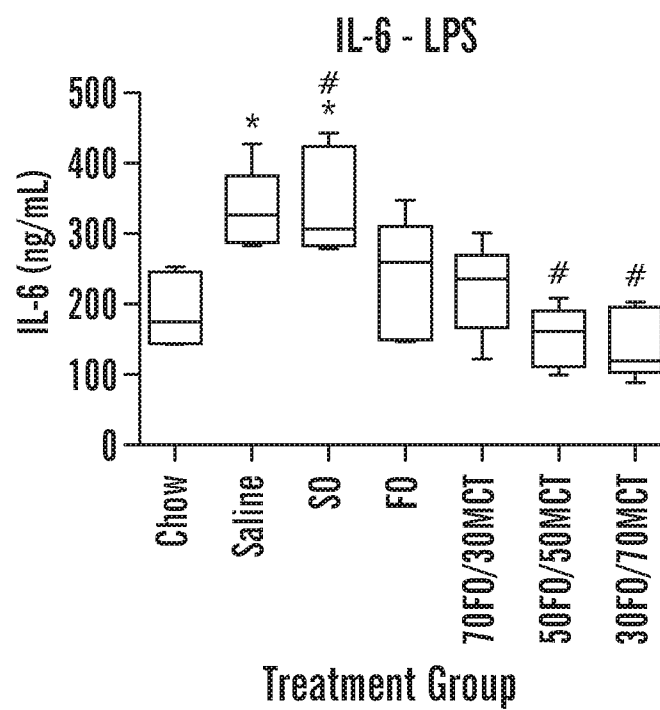 IL-6 - LPS
IL-6 (ng/mL)
500
400
300
200
100
0
*
#
*
#
#
Chow
Saline
SO
FO
70FO/30MCT
50FO/50MCT
30FO/70MCT
Treatment Group